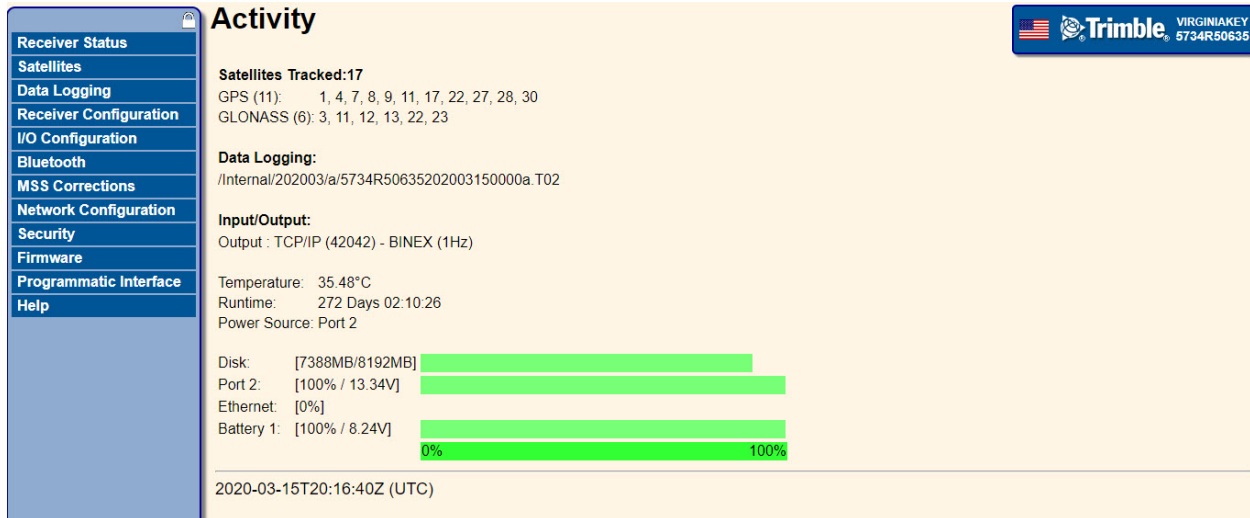 Activity
Trimble® VIRGINIAKEY
5734R50635
Receiver Status
Satellites
Data Logging
Receiver Configuration
I/O Configuration
Bluetooth
MSS Corrections
Network Configuration
Security
Firmware
Programmatic Interface
Help
Satellites Tracked:17
GPS (11): 1, 4, 7, 8, 9, 11, 17, 22, 27, 28, 30
GLONASS (6): 3, 11, 12, 13, 22, 23
Data Logging:
/Internal/202003/a/5734R50635202003150000a.T02
Input/Output:
Output : TCP/IP (42042) - BINEX (1Hz)
Temperature: 35.48°C
Runtime: 272 Days 02:10:26
Power Source: Port 2
Disk: [7388MB/8192MB]
Port 2: [100% / 13.34V]
Ethernet: [0%]
Battery 1: [100% / 8.24V]
0% 100%
2020-03-15T20:16:40Z (UTC)